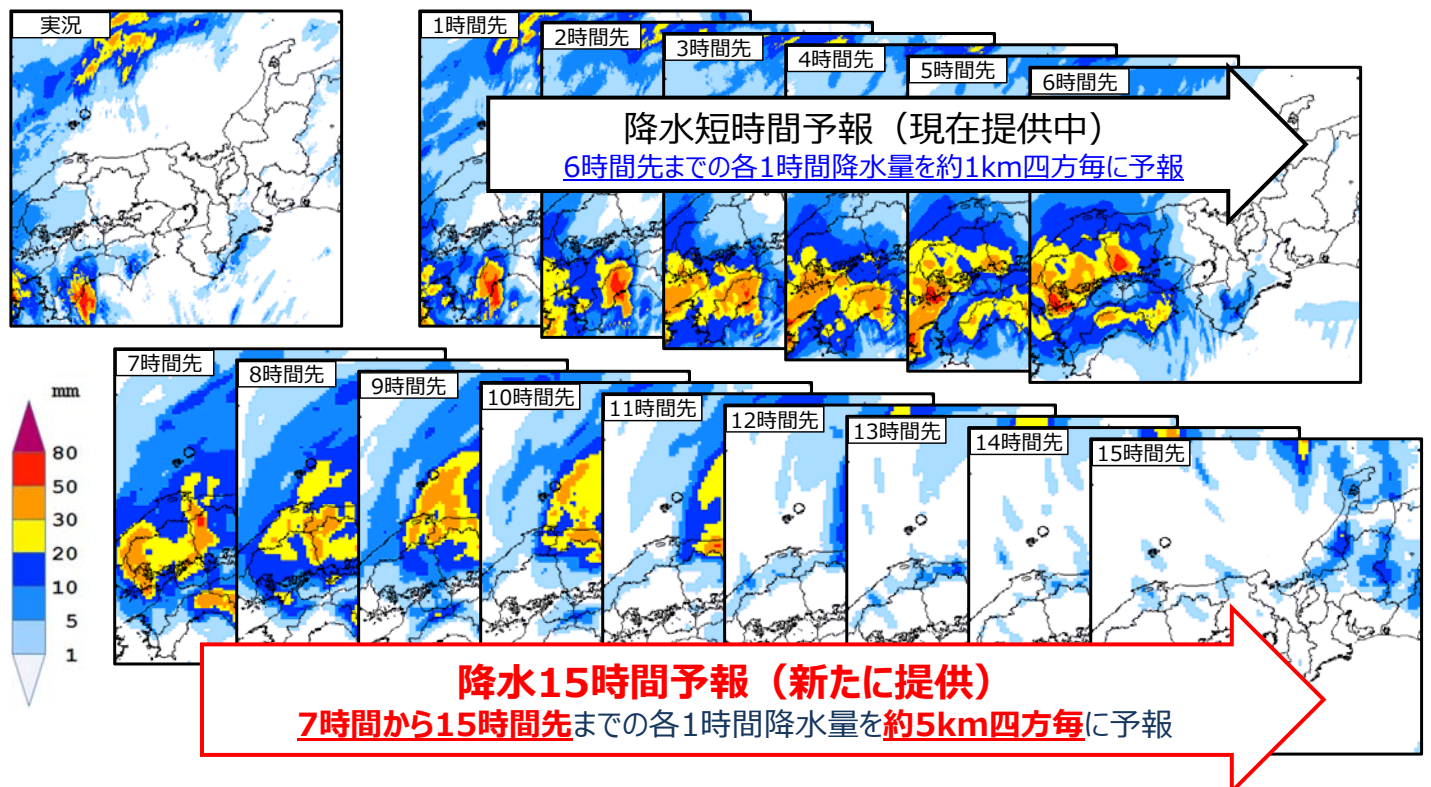 実況
1時間先
2時間先
3時間先
4時間先
5時間先
6時間先
降水短時間予報（現在提供中）
6時間先までの各1時間降水量を約1km四方毎に予報
7時間先
8時間先
9時間先
10時間先
11時間先
12時間先
13時間先
14時間先
15時間先
mm
80
50
30
20
10
5
1
降水15時間予報（新たに提供）
7時間から15時間先までの各1時間降水量を約5km四方毎に予報